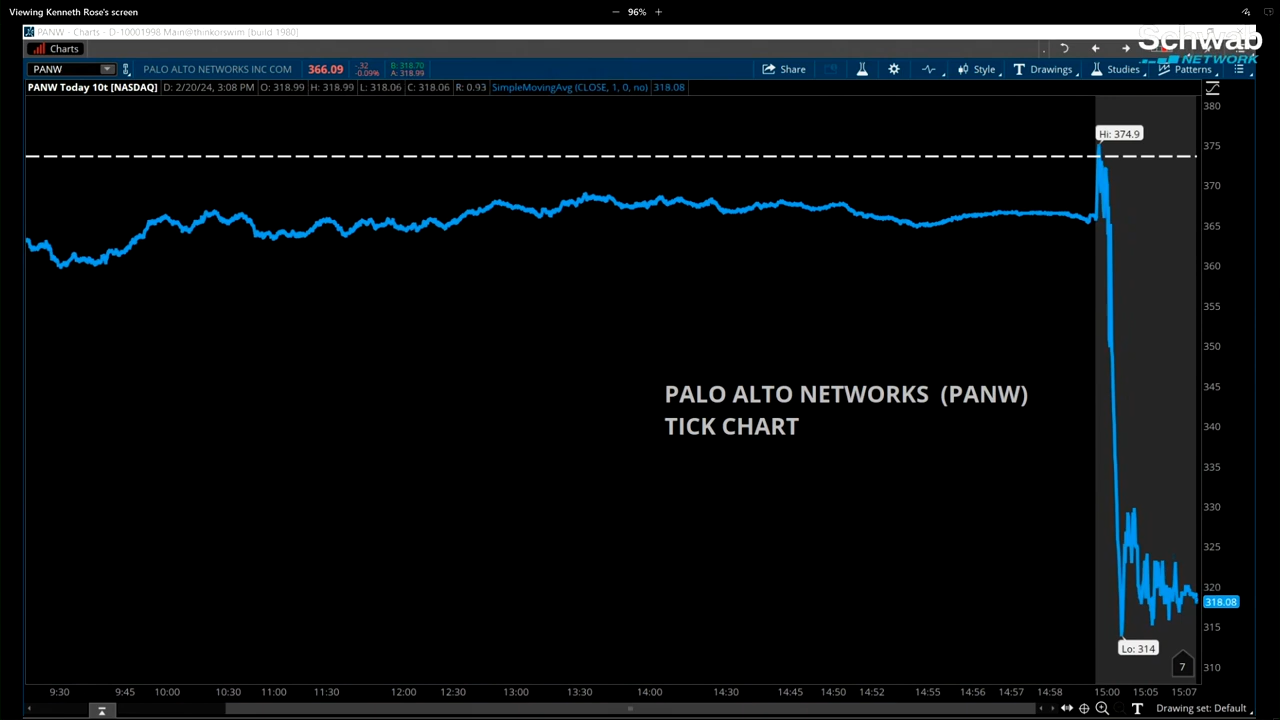 Viewing Kenneth Rose's screen
96%
PANW - Charts - D-10001998 Main@thinkorswim [build 1980]
Charts
Schwab
NETWORK
PANW
PALO ALTO NETWORKS INC COM
366.09
-.32
-0.09%
B: 318.70
A: 318.99
Share
Style
Drawings
Studies
Patterns
PANW Today 10t [NASDAQ] D: 2/20/24, 3:08 PM O: 318.99 H: 318.99 L: 318.06 C: 318.06 R: 0.93 SimpleMovingAvg (CLOSE, 1, 0, no) 318.08
380
Hi: 374.9
375
370
365
360
355
350
345
PALO ALTO NETWORKS (PANW)
TICK CHART
340
335
330
325
320
318.08
315
Lo: 314
7
310
9:30 9:45 10:00 10:30 11:00 11:30 12:00 12:30 13:00 13:30 14:00 14:30 14:45 14:50 14:52 14:55 14:56 14:58 15:00 15:05 15:07
Drawing set: Default